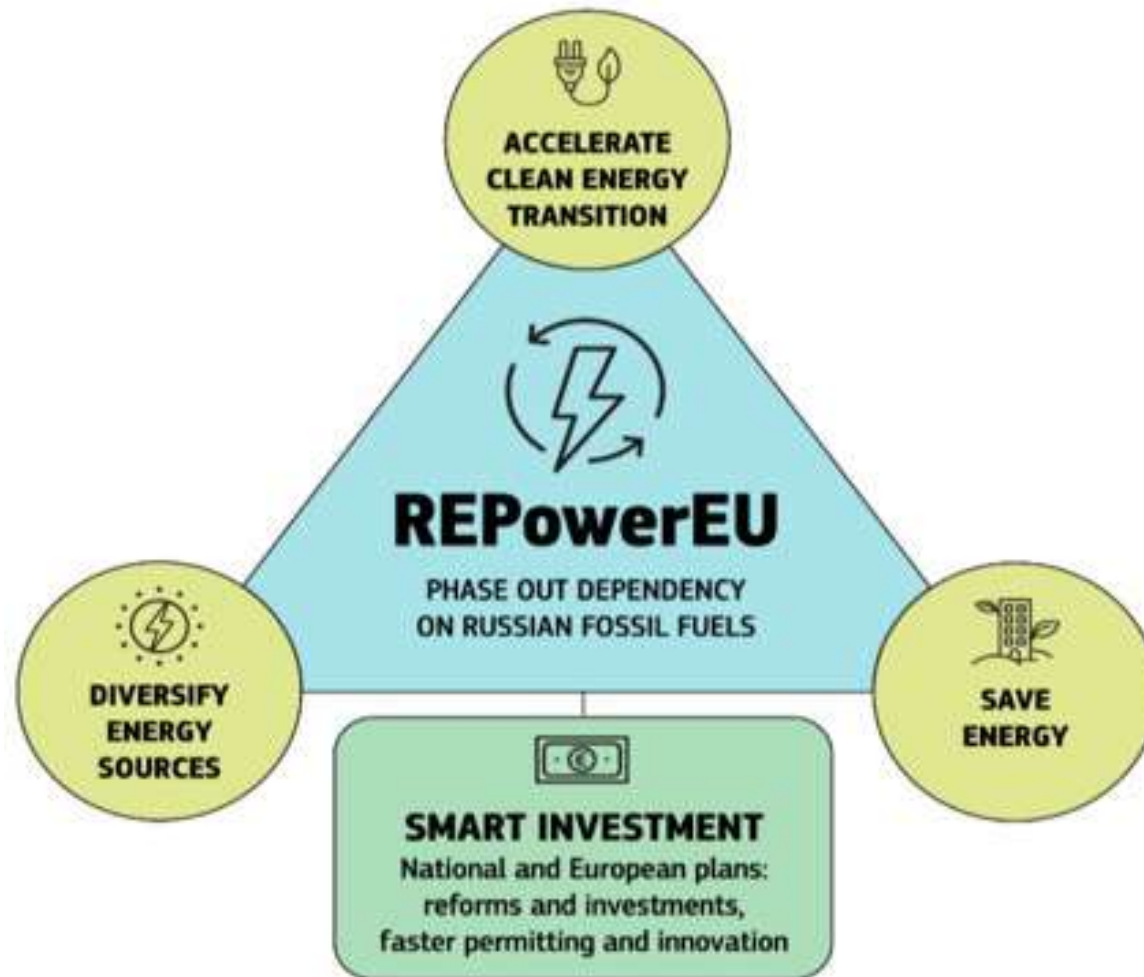 ACCELERATE
CLEAN ENERGY
TRANSITION
REPowerEU
PHASE OUT DEPENDENCY
ON RUSSIAN FOSSIL FUELS
DIVERSIFY
ENERGY
SOURCES
SAVE
ENERGY
€
SMART INVESTMENT
National and European plans:
reforms and investments,
faster permitting and innovation